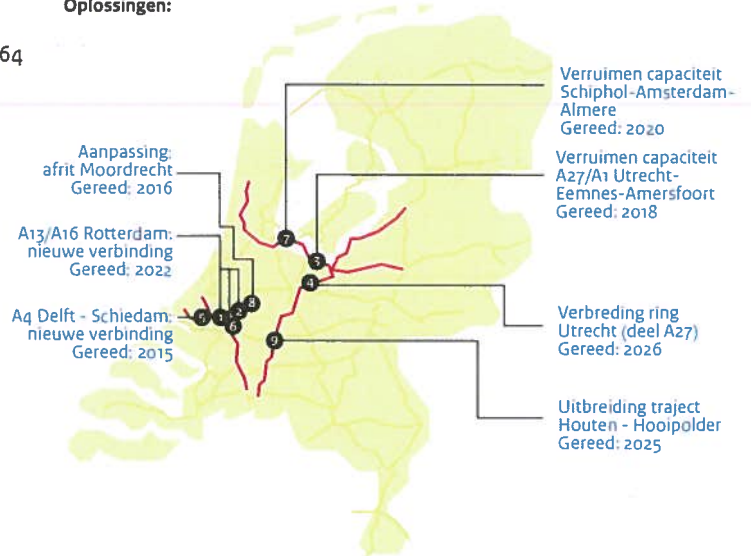 Oplossingen:
64
Verruimen capaciteit
Schiphol-Amsterdam-
Almere
Gereed: 2020
Aanpassing:
afrit Moordrecht
Gereed: 2016
Verruimen capaciteit
A27/A1 Utrecht-
Eemnes-Amersfoort
Gereed: 2018
A13/A16 Rotterdam:
nieuwe verbinding
Gereed: 2022
A4 Delft - Schiedam:
nieuwe verbinding
Gereed: 2015
Verbreding ring
Utrecht (deel A27)
Gereed: 2026
Uitbreiding traject
Houten - Hooipolder
Gereed: 2025
7
4
8
2
1
6
9